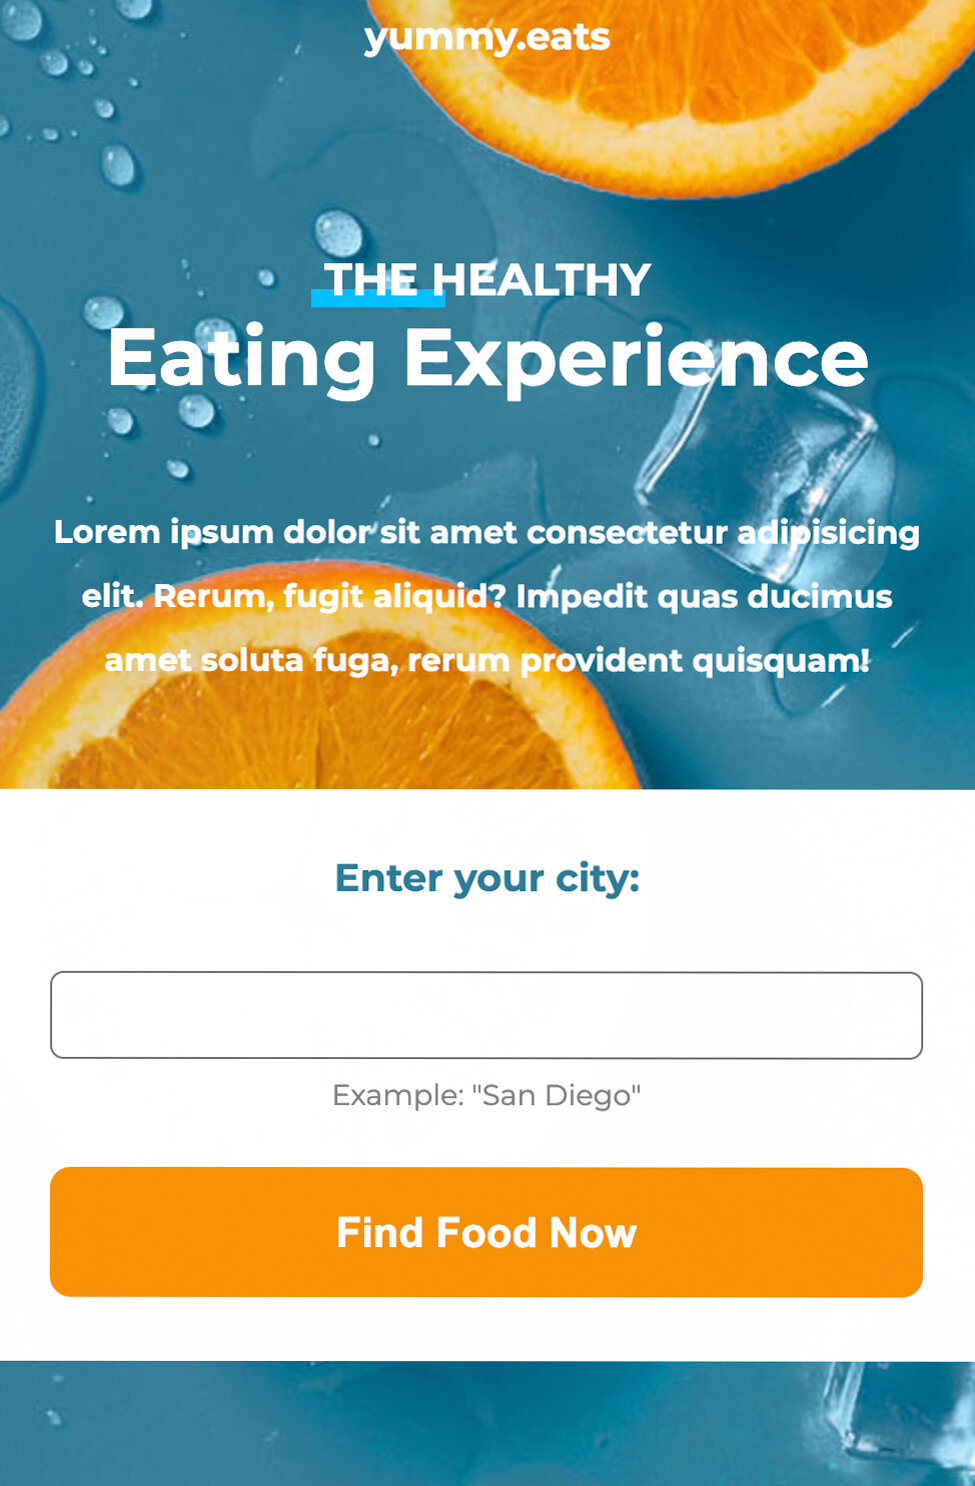 yummy.eats
THE HEALTHY
Eating Experience
Lorem ipsum dolor sit amet consectetur adipisicing
elit. Rerum, fugit aliquid? Impedit quas ducimus
amet soluta fuga, rerum provident quisquam!
Enter your city:
Example: "San Diego"
Find Food Now